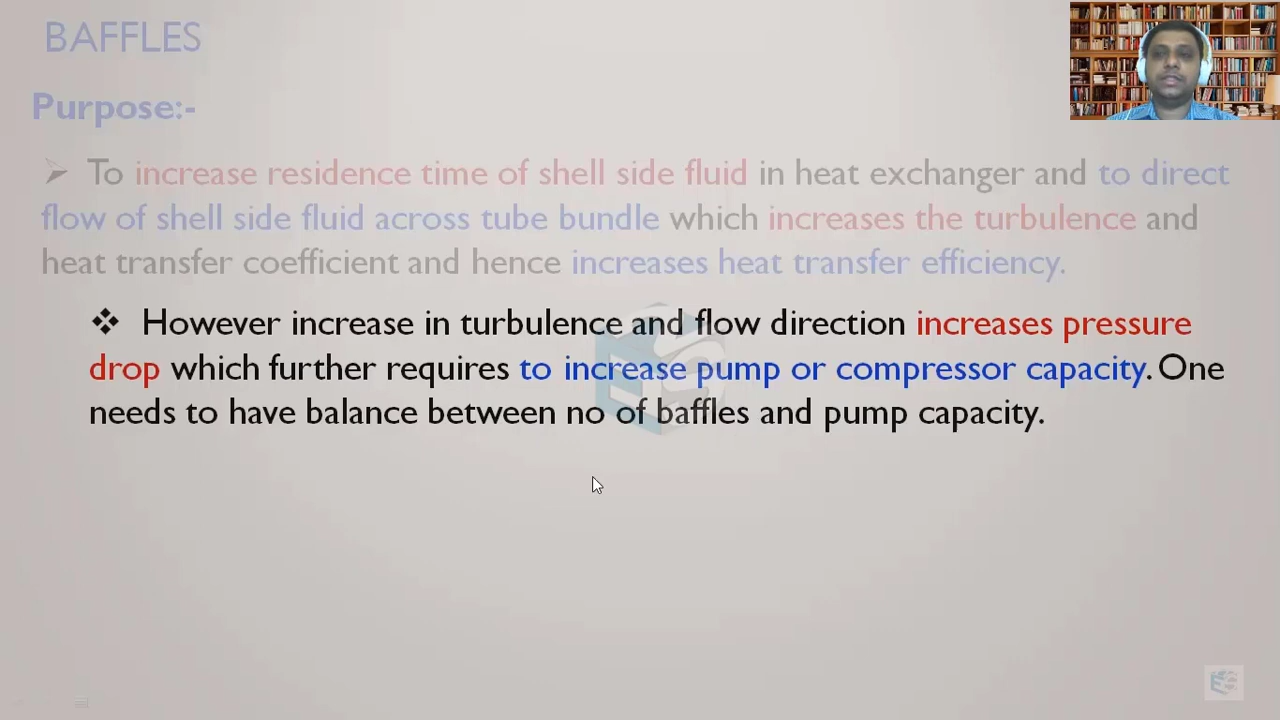 BAFFLES
Purpose:-
➢ To increase residence time of shell side fluid in heat exchanger and to direct
flow of shell side fluid across tube bundle which increases the turbulence and
heat transfer coefficient and hence increases heat transfer efficiency.
❖ However increase in turbulence and flow direction increases pressure
drop which further requires to increase pump or compressor capacity. One
needs to have balance between no of baffles and pump capacity.